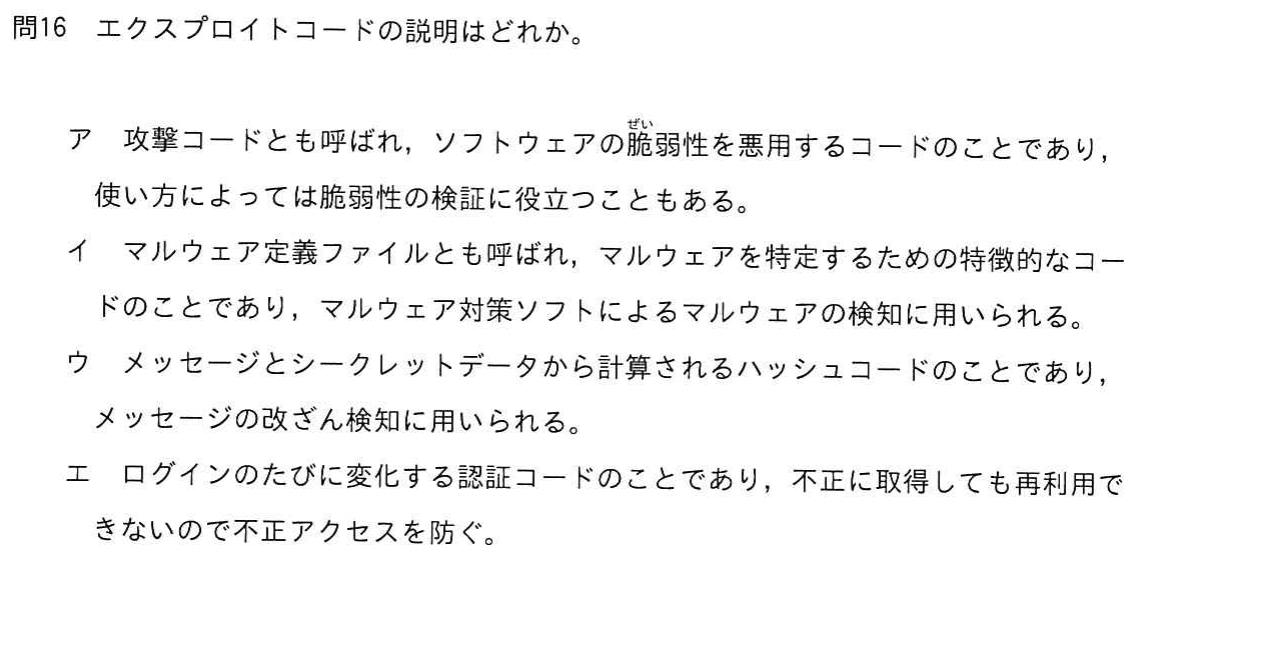 問16 エクスプロイトコードの説明はどれか。
ア 攻撃コードとも呼ばれ，ソフトウェアの脆弱性を悪用するコードのことであり，
ぜい
使い方によっては脆弱性の検証に役立つこともある。
イ マルウェア定義ファイルとも呼ばれ，マルウェアを特定するための特徴的なコー
ドのことであり，マルウェア対策ソフトによるマルウェアの検知に用いられる。
ウ メッセージとシークレットデータから計算されるハッシュコードのことであり，
メッセージの改ざん検知に用いられる。
エ ログインのたびに変化する認証コードのことであり，不正に取得しても再利用で
きないので不正アクセスを防ぐ。